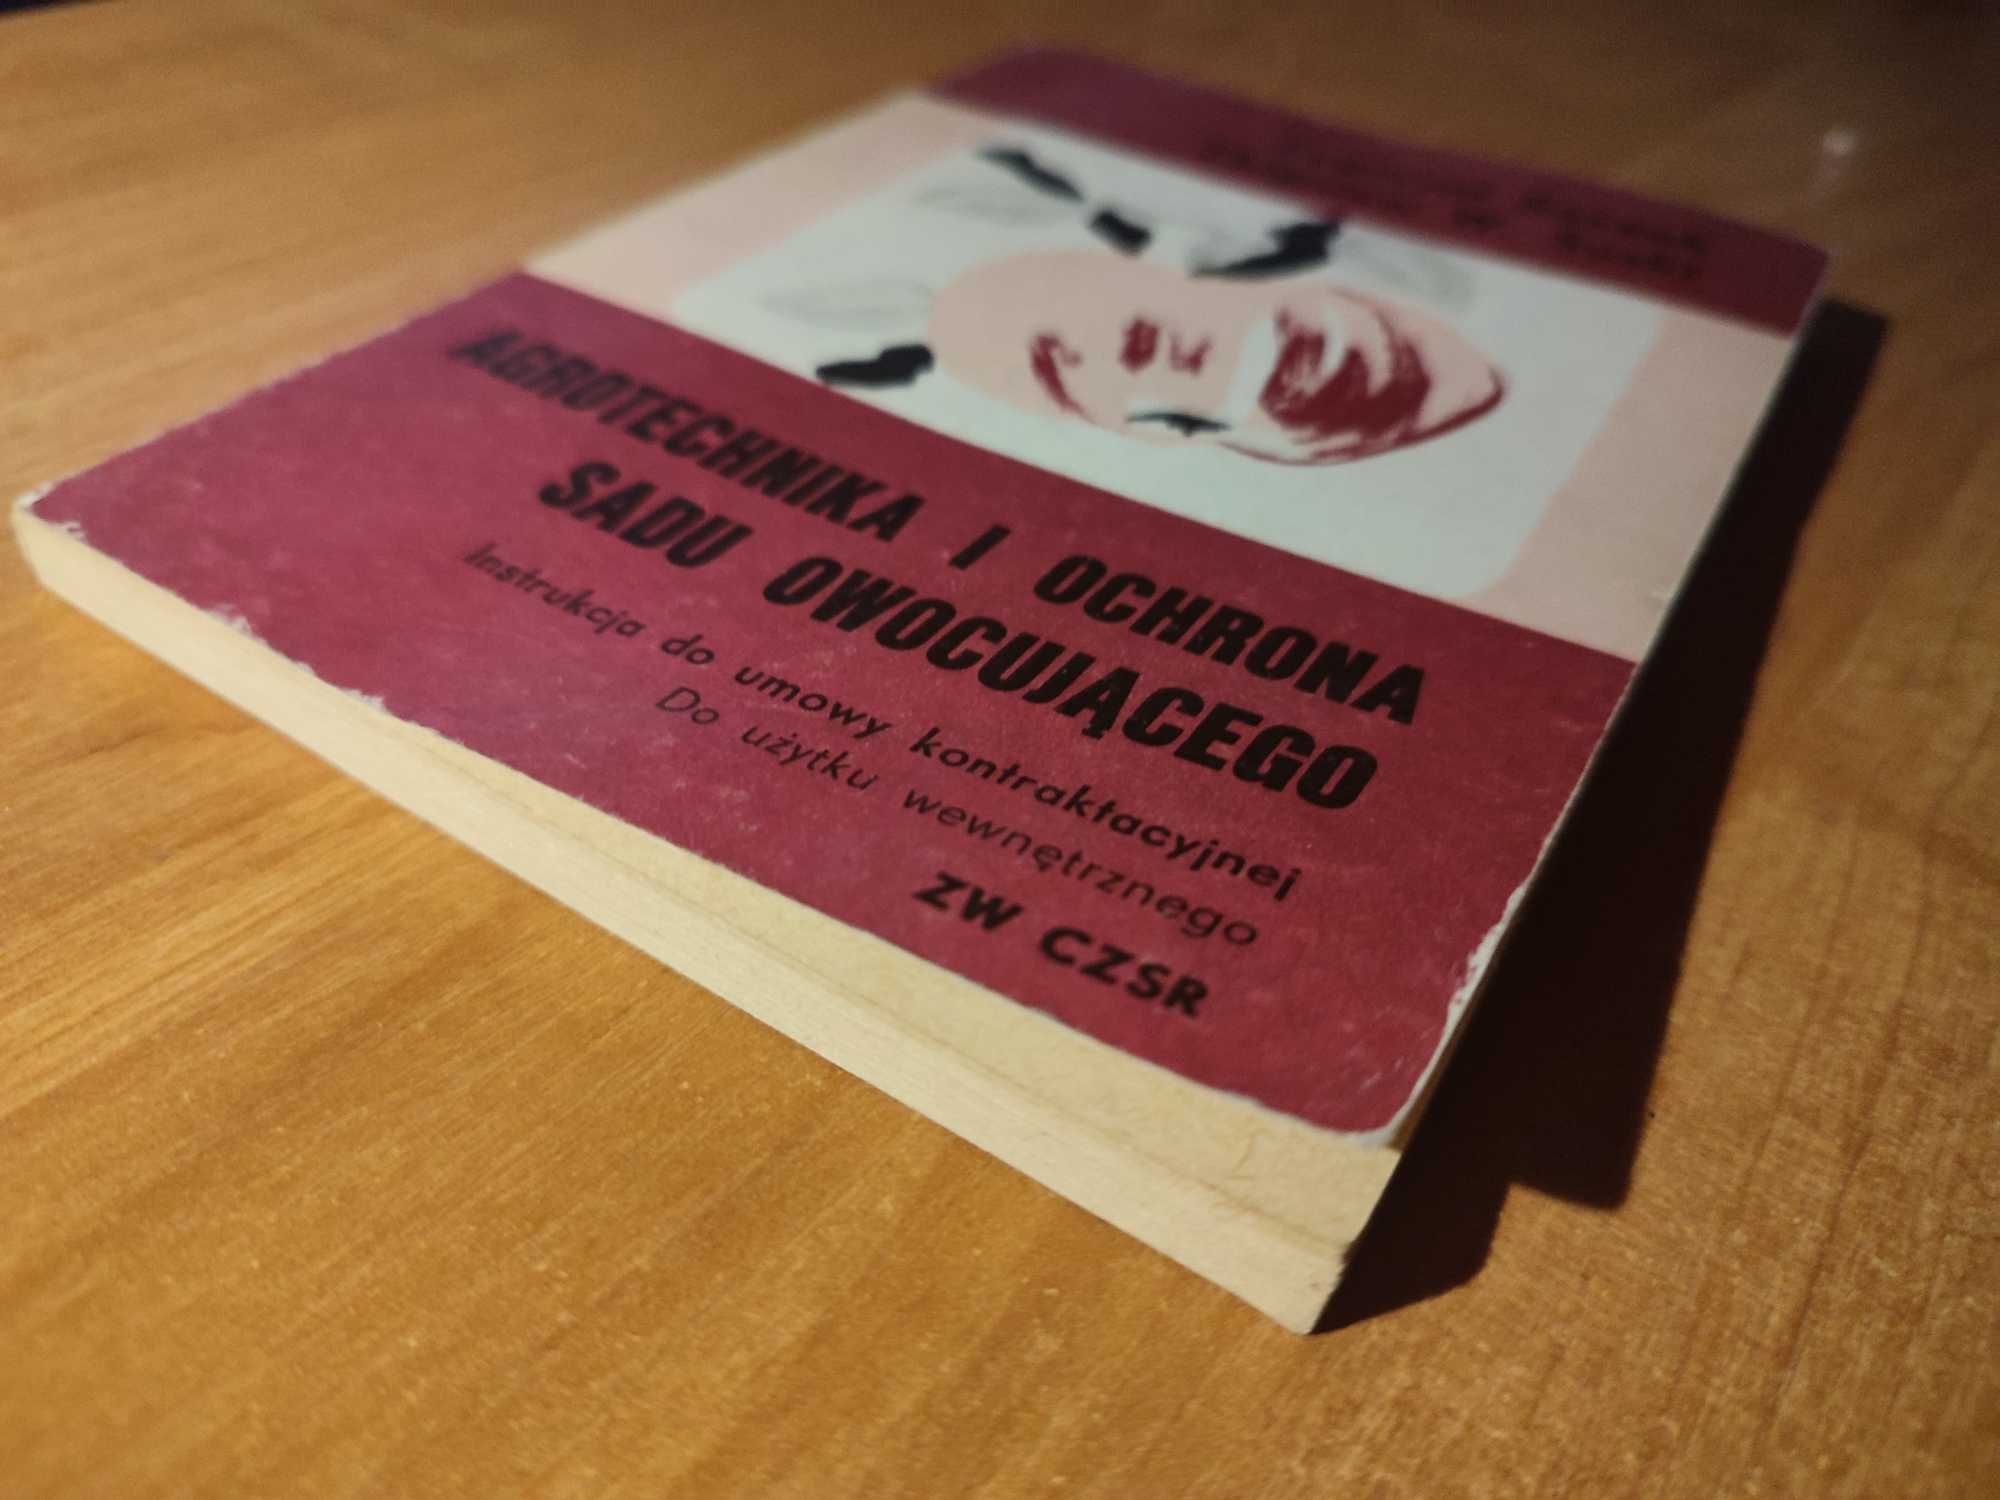 AGROTECHNIKA I OCHRONA
SADU OWOCUJĄCEGO
Instrukcja do umowy kontraktacyjnej
Do użytku wewnętrznego
ZW CZSR